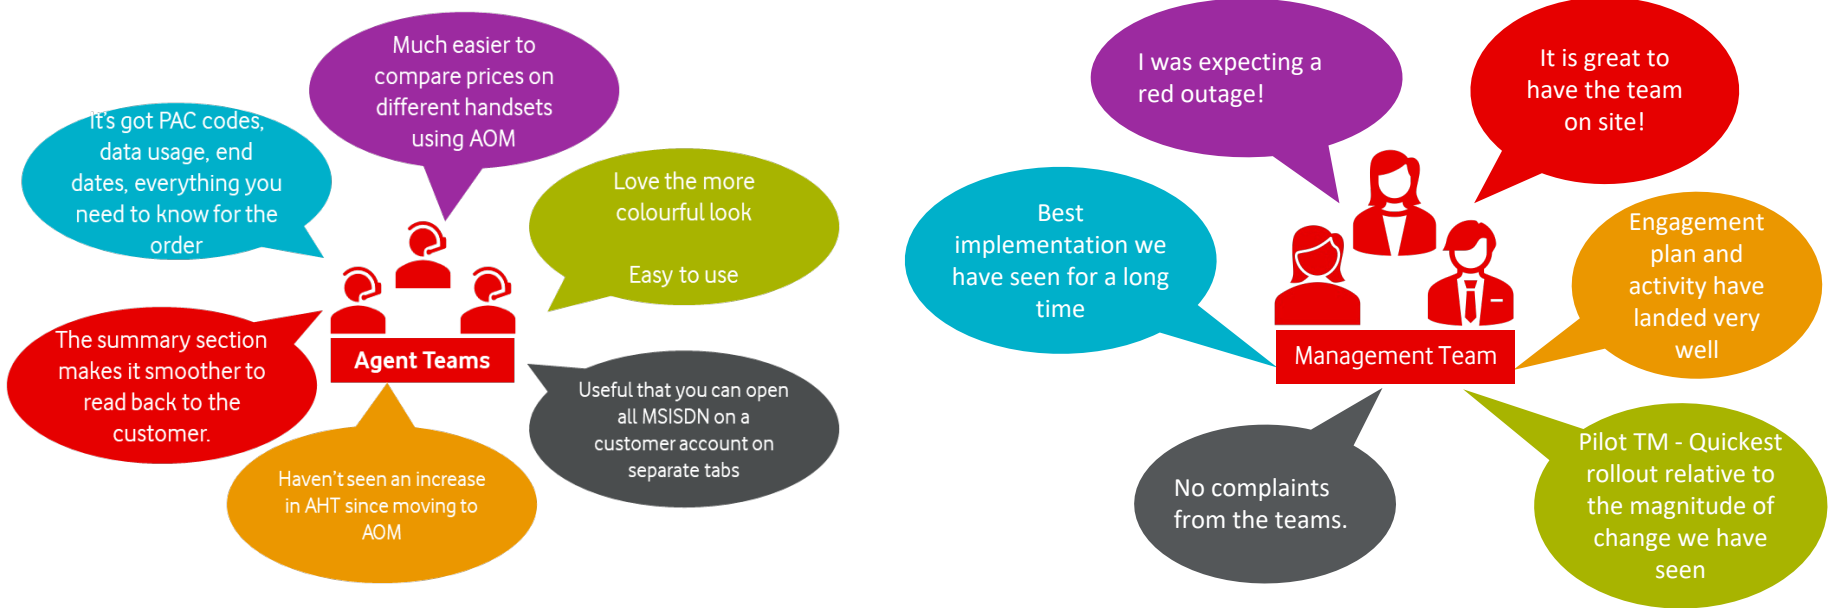 Much easier to
compare prices on
different handsets
using AOM
It's got PAC codes,
data usage, end
dates, everything you
need to know for the
order
Love the more
colourful look
Easy to use
The summary section
makes it smoother to
read back to the
customer.
Agent Teams
Useful that you can open
all MSISDN on a
customer account on
separate tabs
Haven't seen an increase
in AHT since moving to
AOM
I was expecting a
red outage!
It is great to
have the team
on site!
Best
implementation we
have seen for a long
time
Engagement
plan and
activity have
landed very
well
Management Team
No complaints
from the teams.
Pilot TM - Quickest
rollout relative to
the magnitude of
change we have
seen